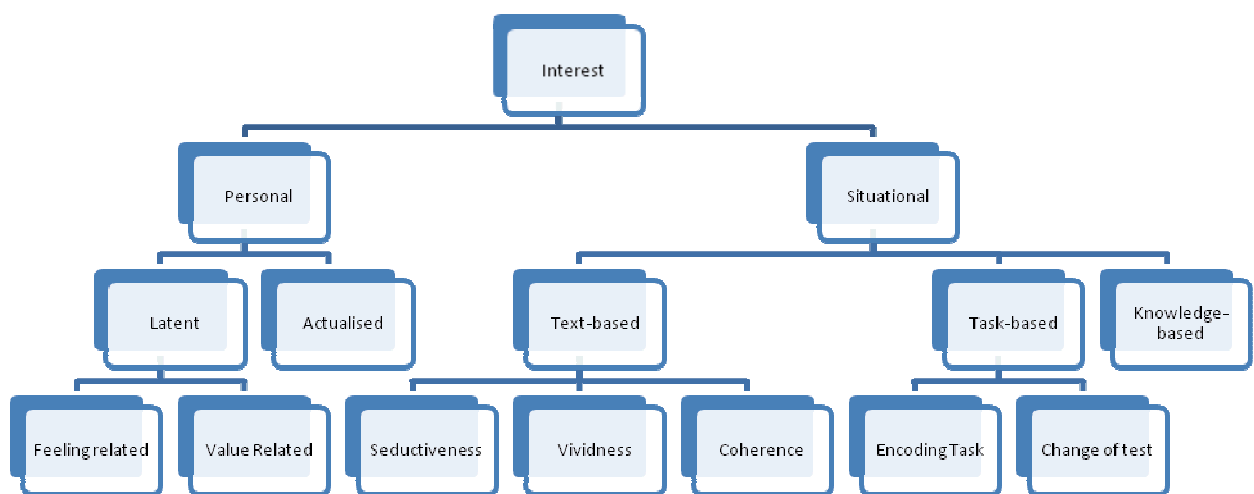 Interest
Personal
Situational
Latent
Actualised
Text-based
Task-based
Knowledge-
based
Feeling related
Value Related
Seductiveness
Vividness
Coherence
Encoding Task
Change of test